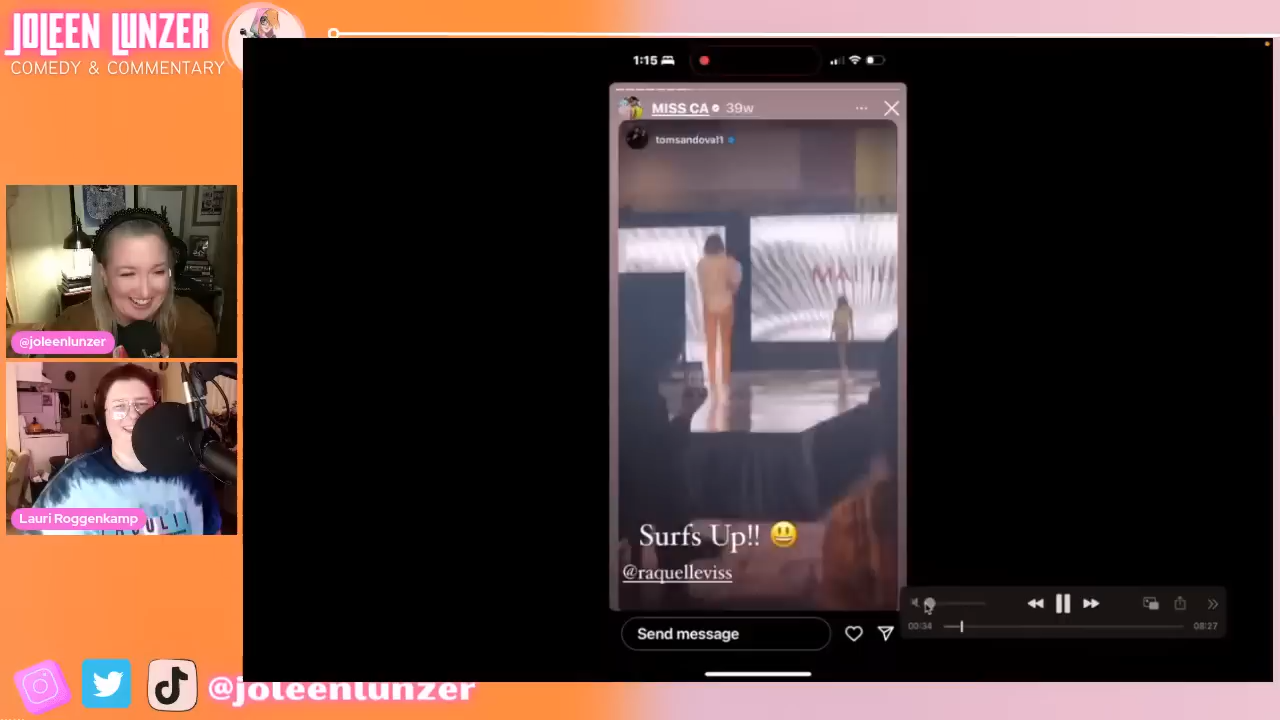 JOLEEN LUNZER
COMEDY & COMMENTARY
1:15
MISS CA 39w
tomsandoval1
Surfs Up!! 😃
@raquelleviss
Send message
00:34
08:27
@joleenlunzer
Lauri Roggenkamp
@joleenlunzer